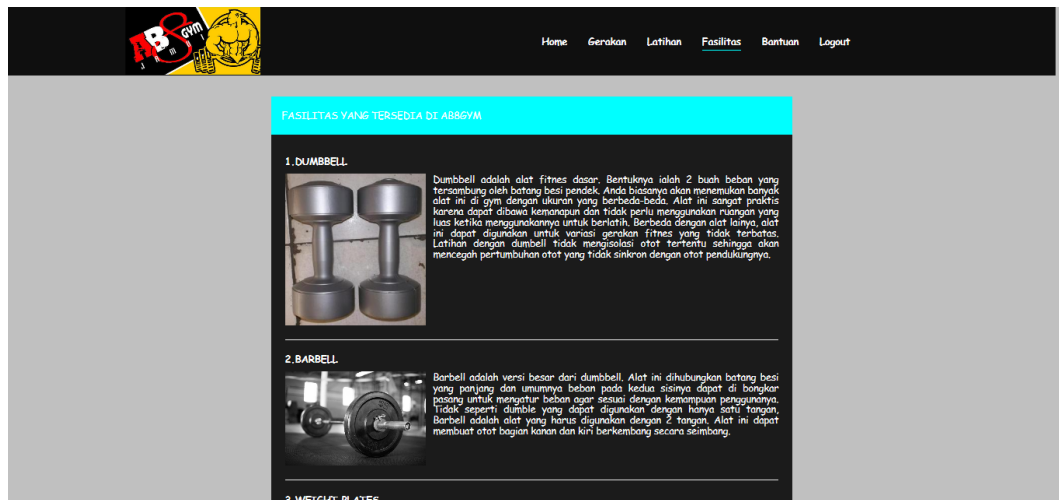 ABS GYM
JAMBI
Home Gerakan Latihan Fasilitas Bantuan Logout
FASILITAS YANG TERSEDIA DI AB8GYM
1.DUMBBELL
Dumbbell adalah alat fitnes dasar. Bentuknya ialah 2 buah beban yang
tersambung oleh batang besi pendek. Anda biasanya akan menemukan banyak
alat ini di gym dengan ukuran yang berbeda-beda. Alat ini sangat praktis
karena dapat dibawa kemanapun dan tidak perlu menggunakan ruangan yang
luas ketika menggunakannya untuk berlatih. Berbeda dengan alat lainya, alat
ini dapat digunakan untuk variasi gerakan fitnes yang tidak terbatas.
Latihan dengan dumbell tidak mengisolasi otot tertentu sehingga akan
mencegah pertumbuhan otot yang tidak sinkron dengan otot pendukungnya.
2.BARBELL
Barbell adalah versi besar dari dumbbell. Alat ini dihubungkan batang besi
yang panjang dan umumnya beban pada kedua sisinya dapat di bongkar
pasang untuk mengatur beban agar sesuai dengan kemampuan penggunanya.
Tidak seperti dumble yang dapat digunakan dengan hanya satu tangan,
Barbell adalah alat yang harus digunakan dengan 2 tangan. Alat ini dapat
membuat otot bagian kanan dan kiri berkembang secara seimbang.
3.WEIGHT PLATES